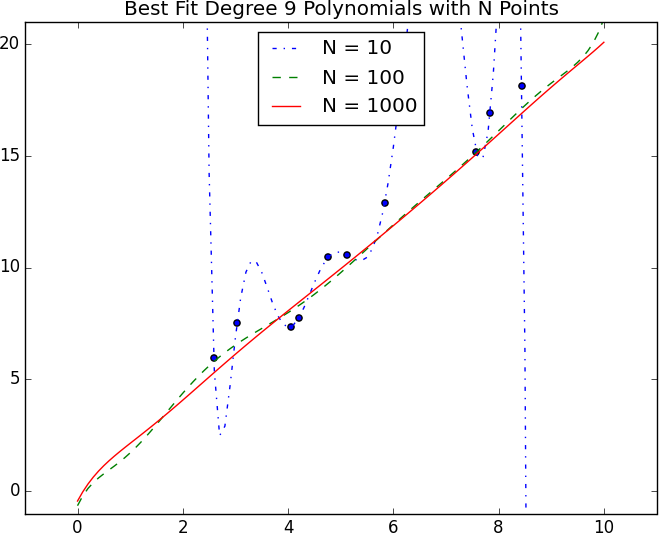 Best Fit Degree 9 Polynomials with N Points
N = 10
N = 100
N = 1000
20
15
10
5
0
0 2 4 6 8 10